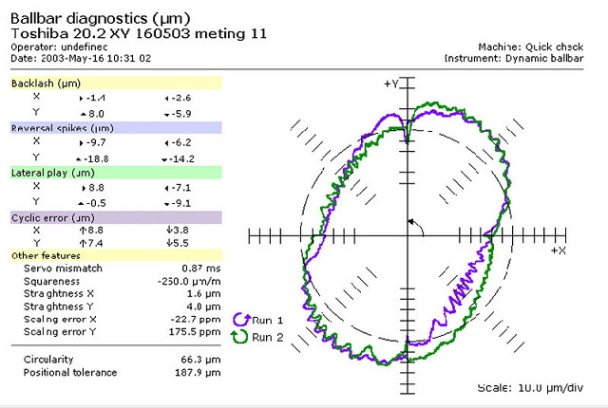 Ballbar diagnostics (µm)
Toshiba 20.2 XY 160503 meting 11
Operator: undefinec
Date: 2003-May-16 10:31 02
Machine: Quick check
Instrument: Dynamic ballbar
Backlash (µm)
X ▸-1.4 ◂-2.6
Y ▴8.0 ▾-5.9
Reversal spikes (µm)
X ▸-9.7 ◂-6.2
Y ▴-18.8 ▾-14.2
Lateral play (µm)
X ▸8.8 ◂-7.1
Y ▴-0.5 ▾-9.1
Cyclic error (µm)
X ↑8.8 ↓3.8
Y ↑7.4 ↓5.5
Other features
Servo mismatch 0.87 ms
Squareness -250.0 µm/m
Straightness X 1.6 µm
Straightness Y 4.8 µm
Scaling error X -22.7 ppm
Scaling error Y 175.5 ppm
Circularity 66.3 µm
Positional tolerance 187.9 µm
+Y
+X
Run 1
Run 2
Scale: 10.0 µm/div